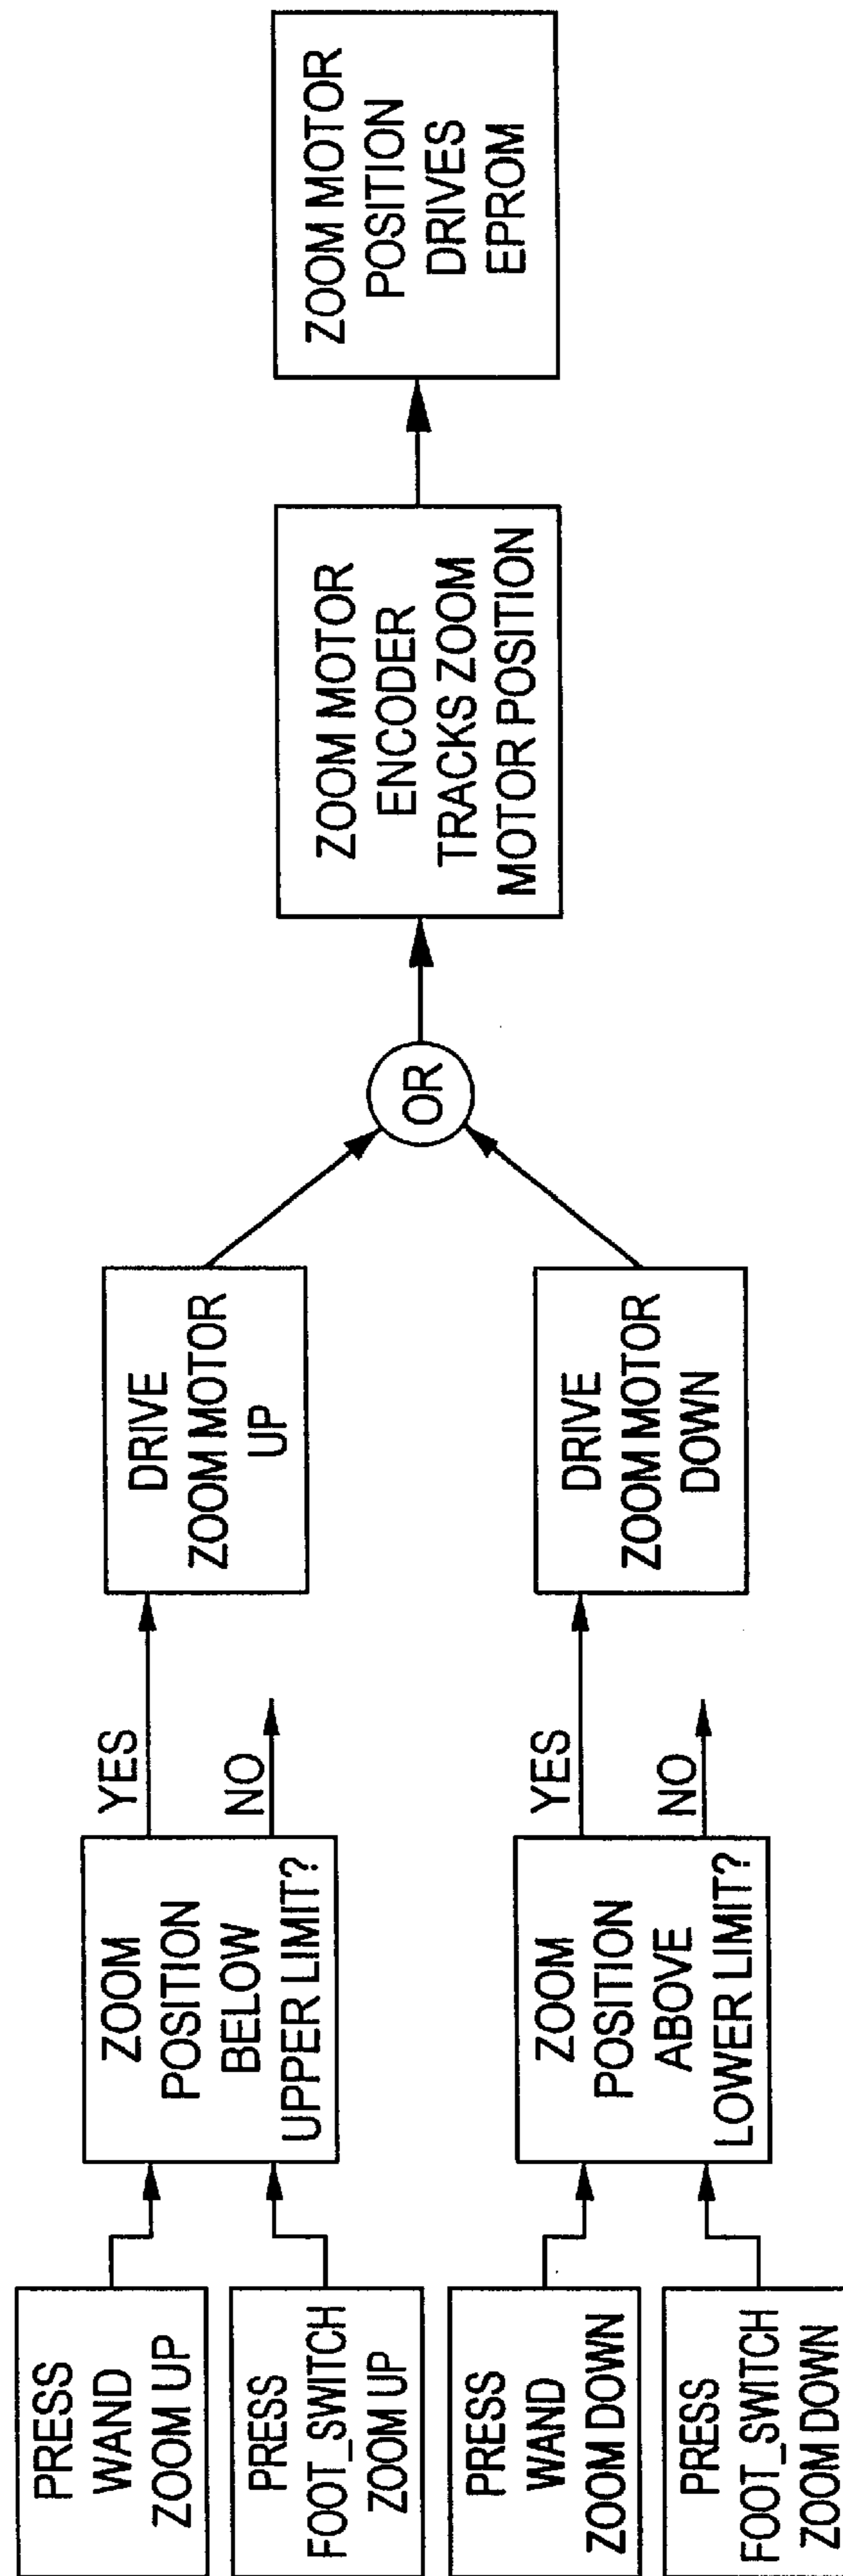 PRESS
WAND
ZOOM UP
PRESS
FOOT_SWITCH
ZOOM UP
PRESS
WAND
ZOOM DOWN
PRESS
FOOT_SWITCH
ZOOM DOWN
ZOOM
POSITION
BELOW
UPPER LIMIT?
YES
NO
ZOOM
POSITION
ABOVE
LOWER LIMIT?
YES
NO
DRIVE
ZOOM MOTOR
UP
DRIVE
ZOOM MOTOR
DOWN
OR
ZOOM MOTOR
ENCODER
TRACKS ZOOM
MOTOR POSITION
ZOOM MOTOR
POSITION
DRIVES
EPROM